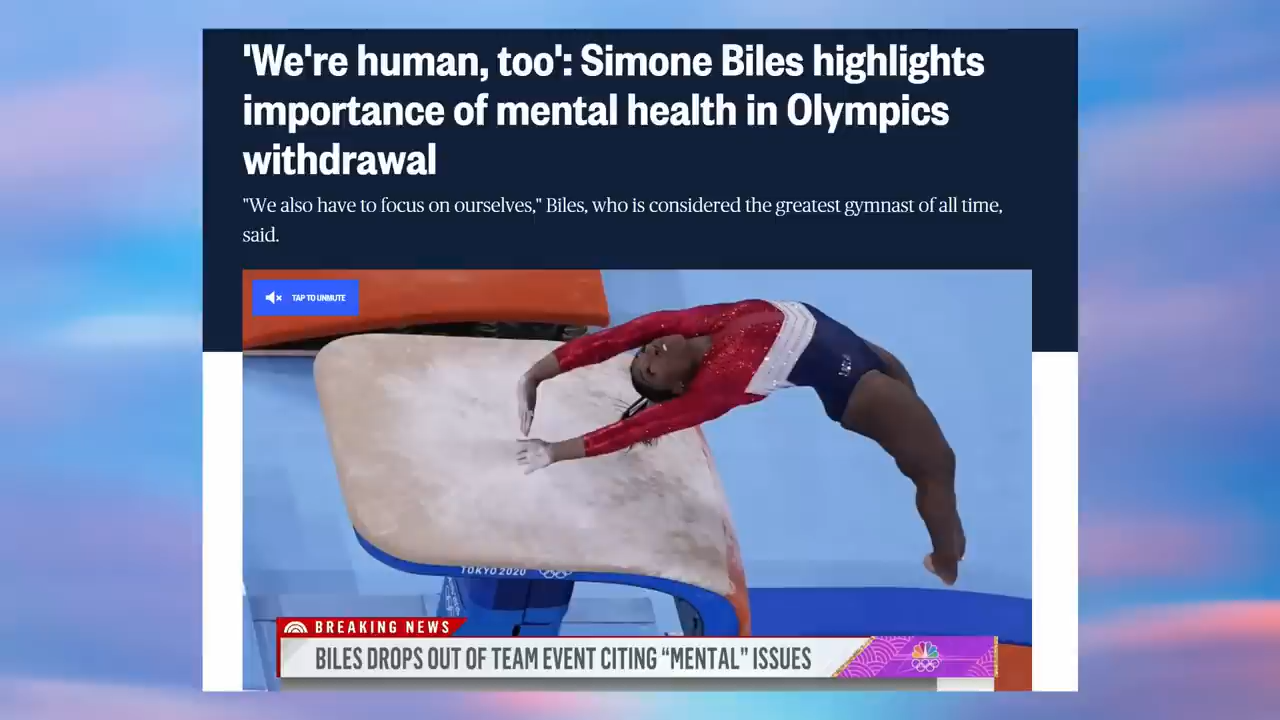 'We're human, too': Simone Biles highlights
importance of mental health in Olympics
withdrawal
"We also have to focus on ourselves," Biles, who is considered the greatest gymnast of all time,
said.
TAP TO UNMUTE
TOKYO 2020
BREAKING NEWS
BILES DROPS OUT OF TEAM EVENT CITING “MENTAL” ISSUES